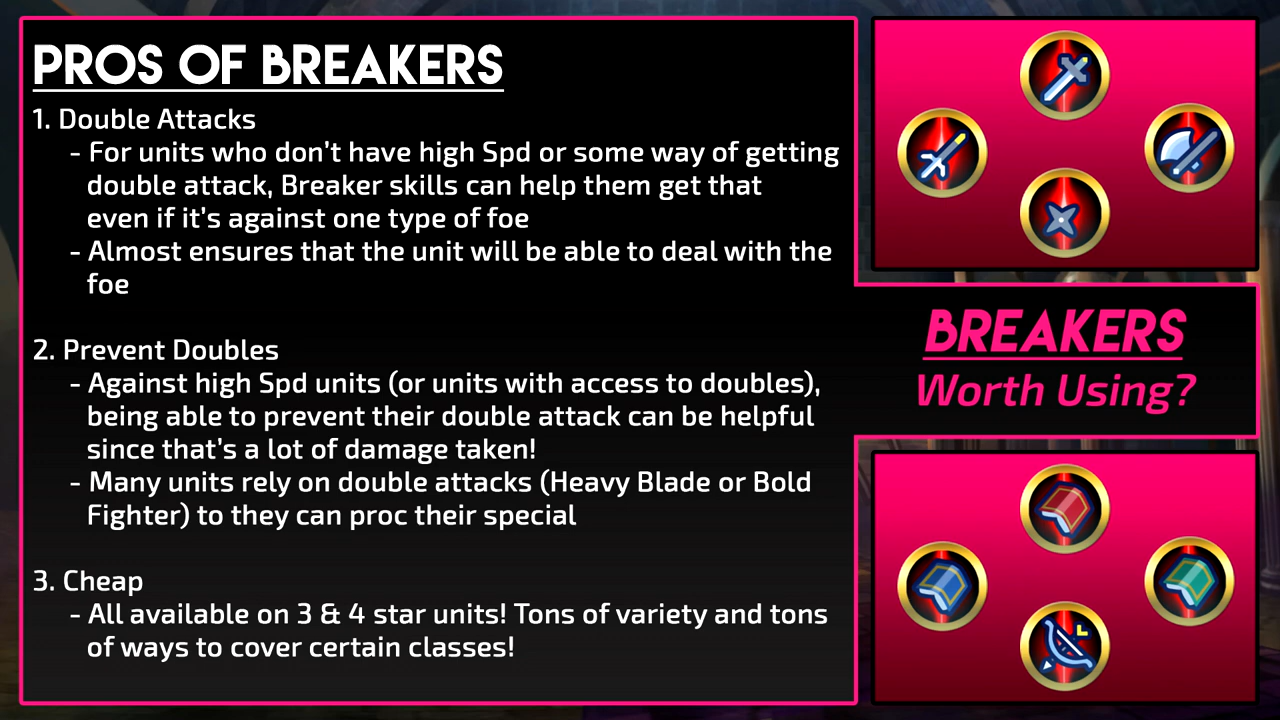 PROS OF BREAKERS
1. Double Attacks
- For units who don't have high Spd or some way of getting
double attack, Breaker skills can help them get that
even if it's against one type of foe
- Almost ensures that the unit will be able to deal with the
foe
2. Prevent Doubles
- Against high Spd units (or units with access to doubles),
being able to prevent their double attack can be helpful
since that's a lot of damage taken!
- Many units rely on double attacks (Heavy Blade or Bold
Fighter) to they can proc their special
3. Cheap
- All available on 3 & 4 star units! Tons of variety and tons
of ways to cover certain classes!
BREAKERS
Worth Using?